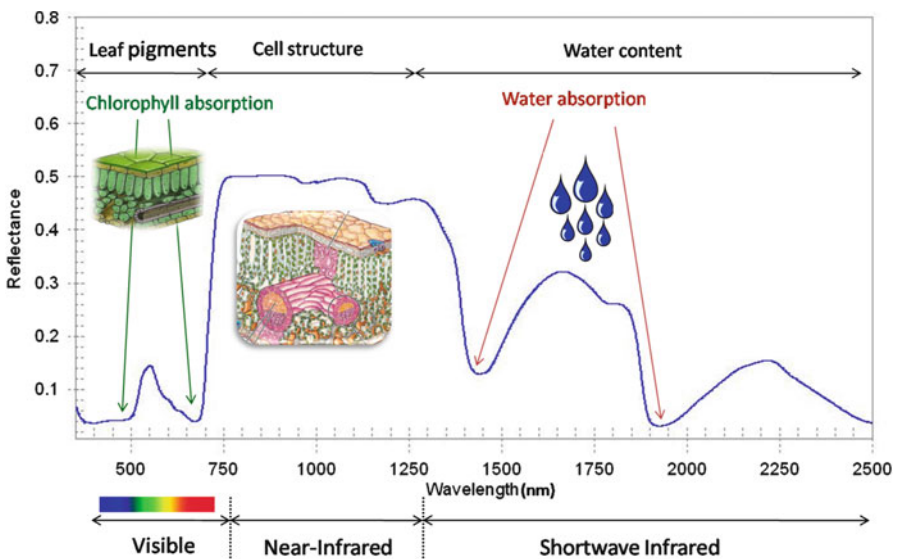 0.8
Leaf pigments Cell structure Water content
0.7
Chlorophyll absorption Water absorption
0.6
0.5
0.4
0.3
0.2
0.1
Reflectance
500 750 1000 1250 1500 1750 2000 2250 2500
Wavelength(nm)
Visible Near-Infrared Shortwave Infrared